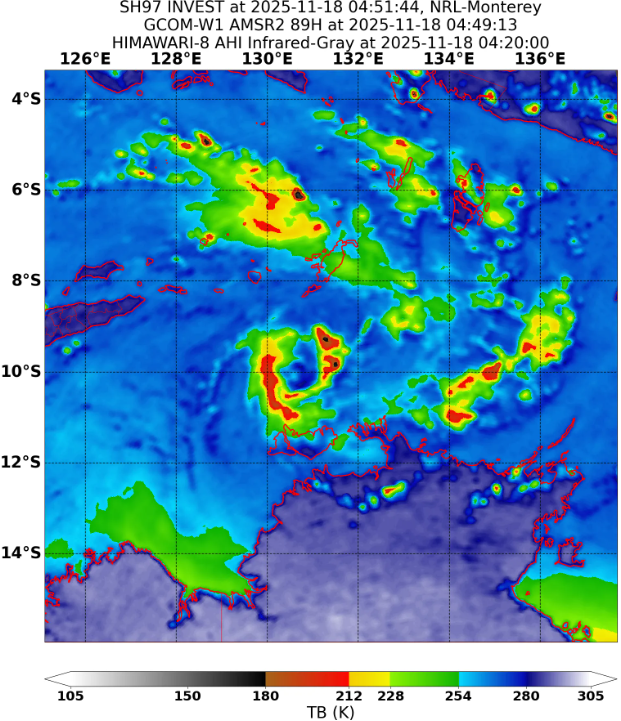 SH97 INVEST at 2025-11-18 04:51:44, NRL-Monterey
GCOM-W1 AMSR2 89H at 2025-11-18 04:49:13
HIMAWARI-8 AHI Infrared-Gray at 2025-11-18 04:20:00
126°E 128°E 130°E 132°E 134°E 136°E
4°S
6°S
8°S
10°S
12°S
14°S
105 150 180 212 228 254 280 305
TB (K)